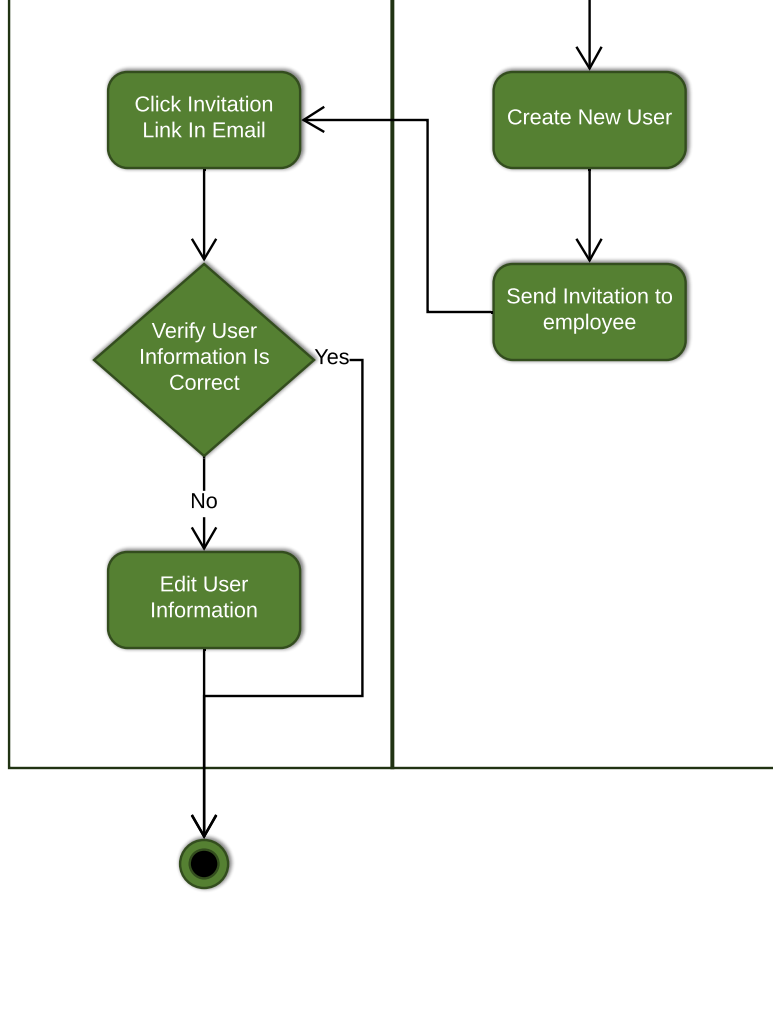 Click Invitation
Link In Email
Create New User
Send Invitation to
employee
Verify User
Information Is
Correct
Yes
No
Edit User
Information